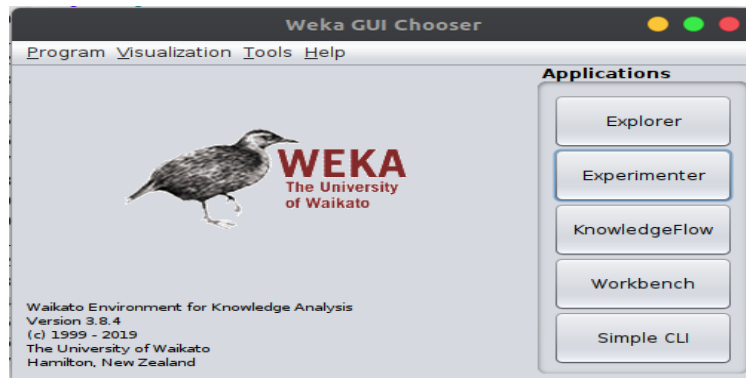 Weka GUI Chooser
Program Visualization Tools Help
Applications
Explorer
Experimenter
KnowledgeFlow
Workbench
Simple CLI
WEKA
The University
of Waikato
Waikato Environment for Knowledge Analysis
Version 3.8.4
(c) 1999 - 2019
The University of Waikato
Hamilton, New Zealand